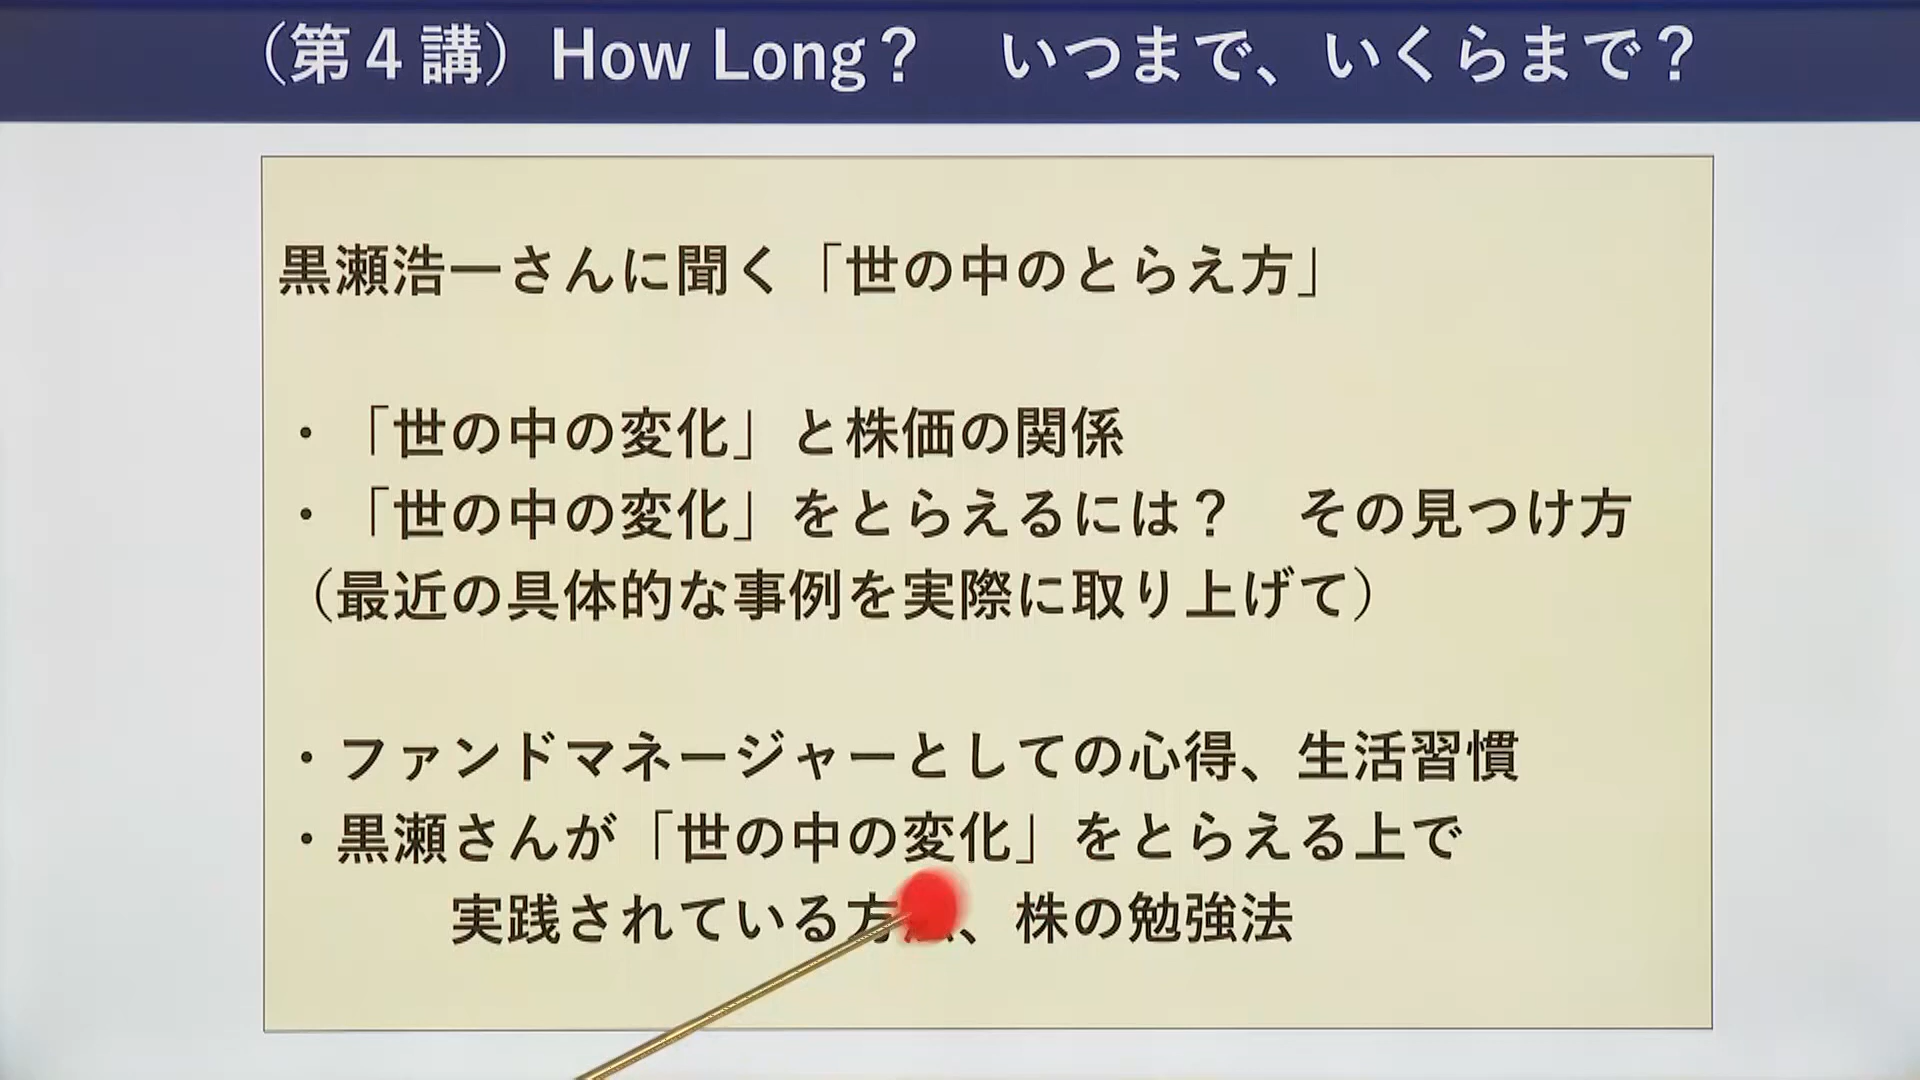 （第４講）How Long？　いつまで、いくらまで？
黒瀬浩一さんに聞く「世の中のとらえ方」
・「世の中の変化」と株価の関係
・「世の中の変化」をとらえるには？　その見つけ方
（最近の具体的な事例を実際に取り上げて）
・ファンドマネージャーとしての心得、生活習慣
・黒瀬さんが「世の中の変化」をとらえる上で
実践されている方、株の勉強法